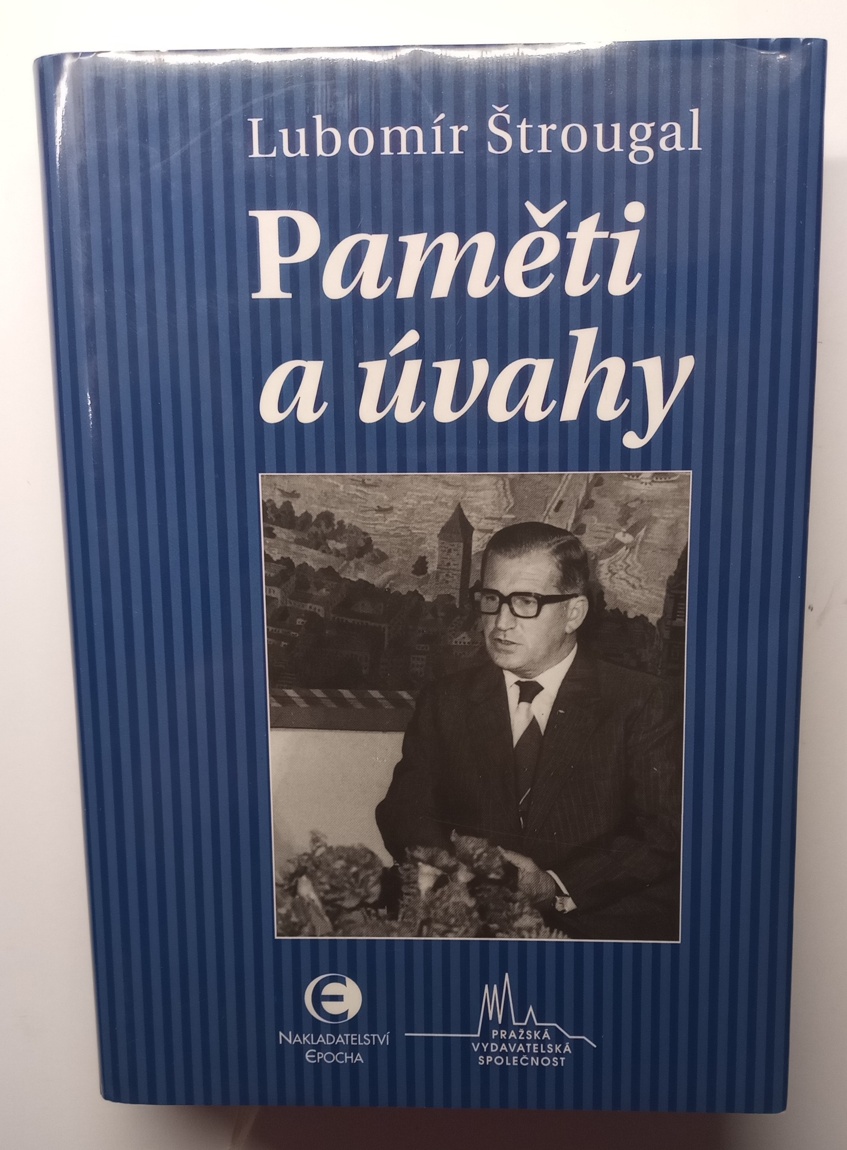 Lubomír Štrougal
Paměti
a úvahy
NAKLADATELSTVÍ
EPOCHA
PRAŽSKÁ
VYDAVATELSKÁ
SPOLEČNOST